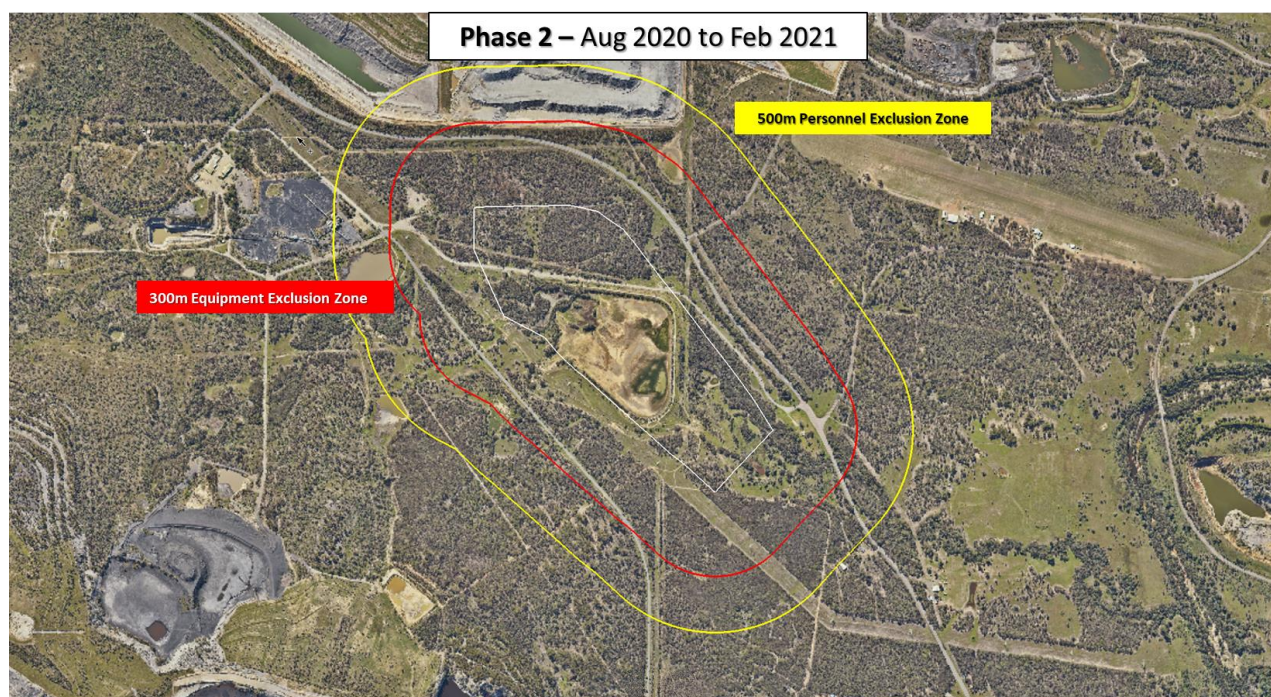 Phase 2 – Aug 2020 to Feb 2021
500m Personnel Exclusion Zone
300m Equipment Exclusion Zone